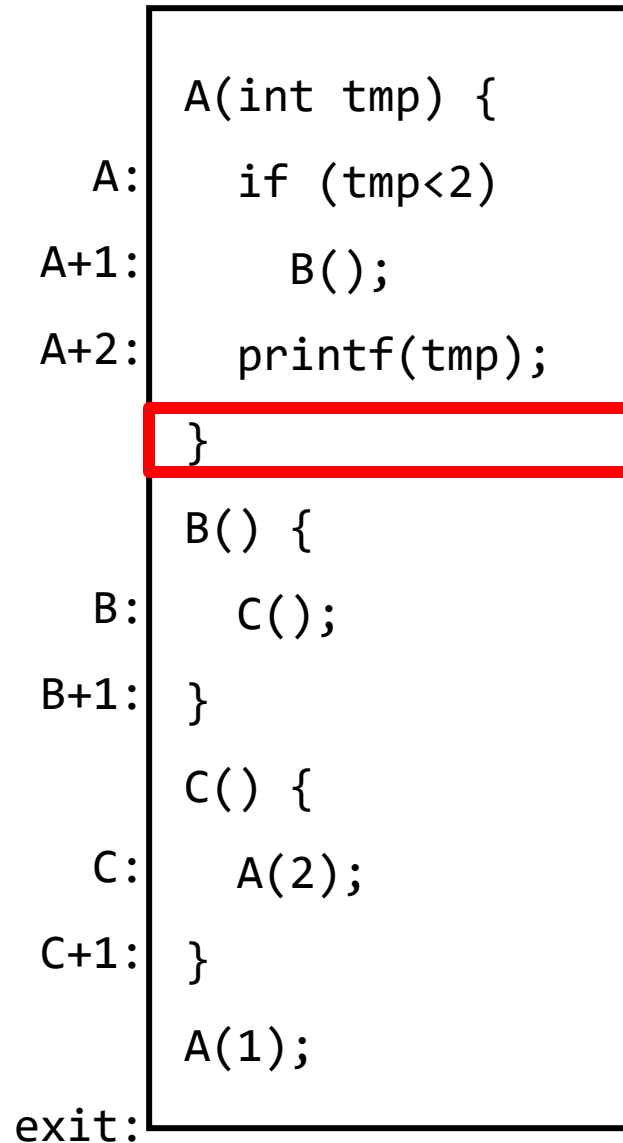 A(int tmp) {
A: if (tmp<2)
A+1: B();
A+2: printf(tmp);
}
B() {
B: C();
B+1: }
C() {
C: A(2);
C+1: }
A(1);
exit: